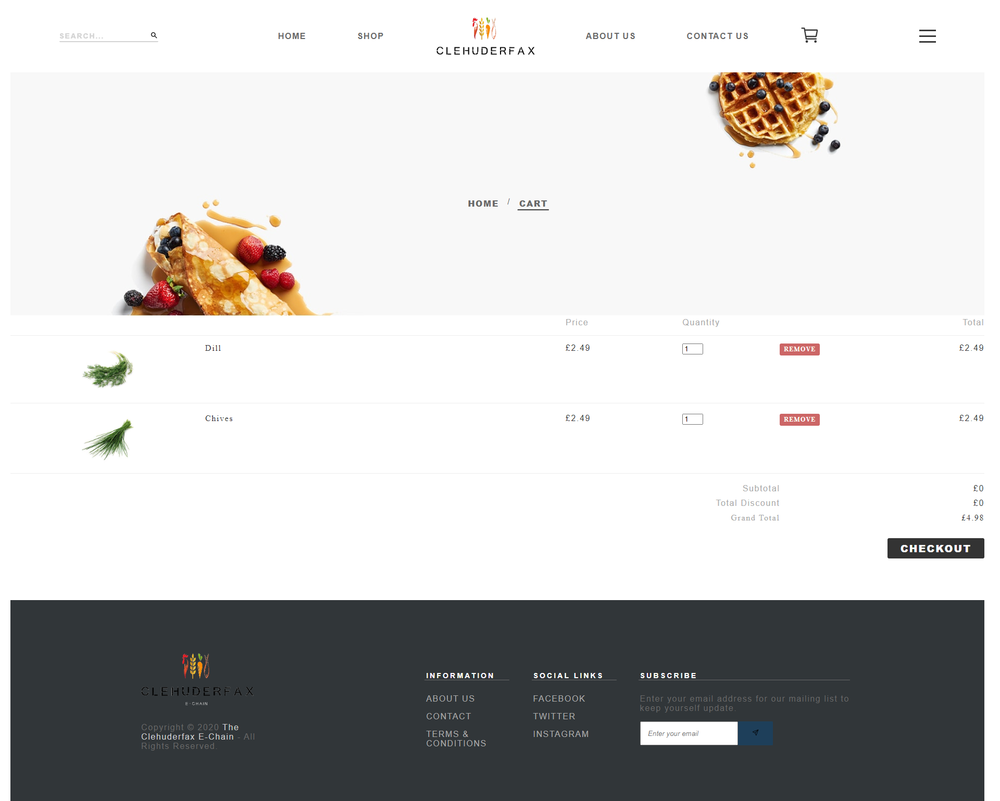 SEARCH...
HOME
SHOP
CLEHUDERFAX
ABOUT US
CONTACT US
HOME / CART
Price Quantity Total
Dill £2.49 1 REMOVE £2.49
Chives £2.49 1 REMOVE £2.49
Subtotal £0
Total Discount £0
Grand Total £4.98
CHECKOUT
CLEHUDERFAX
E-CHAIN
Copyright © 2020 The
Clehuderfax E-Chain - All
Rights Reserved.
INFORMATION
ABOUT US
CONTACT
TERMS &
CONDITIONS
SOCIAL LINKS
FACEBOOK
TWITTER
INSTAGRAM
SUBSCRIBE
Enter your email address for our mailing list to
keep yourself update.
Enter your email